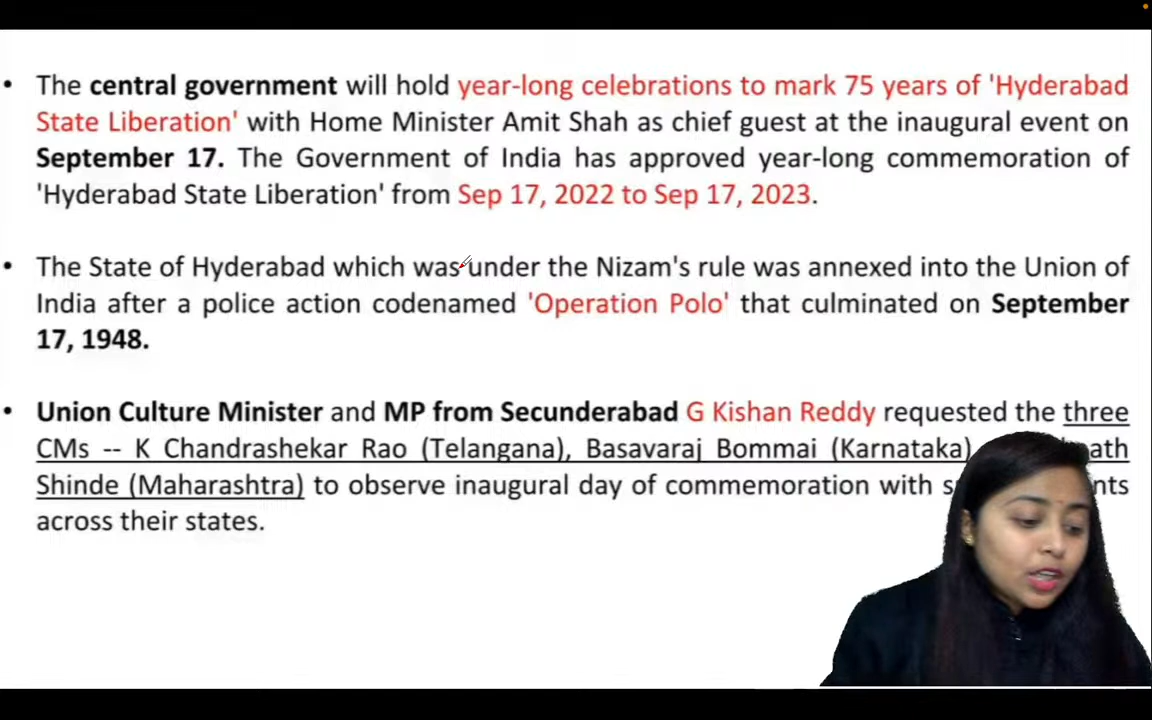 • The central government will hold year-long celebrations to mark 75 years of 'Hyderabad
State Liberation' with Home Minister Amit Shah as chief guest at the inaugural event on
September 17. The Government of India has approved year-long commemoration of
'Hyderabad State Liberation' from Sep 17, 2022 to Sep 17, 2023.
• The State of Hyderabad which was under the Nizam's rule was annexed into the Union of
India after a police action codenamed 'Operation Polo' that culminated on September
17, 1948.
• Union Culture Minister and MP from Secunderabad G Kishan Reddy requested the three
CMs -- K Chandrashekar Rao (Telangana), Basavaraj Bommai (Karnataka)
Shinde (Maharashtra) to observe inaugural day of commemoration with
across their states.